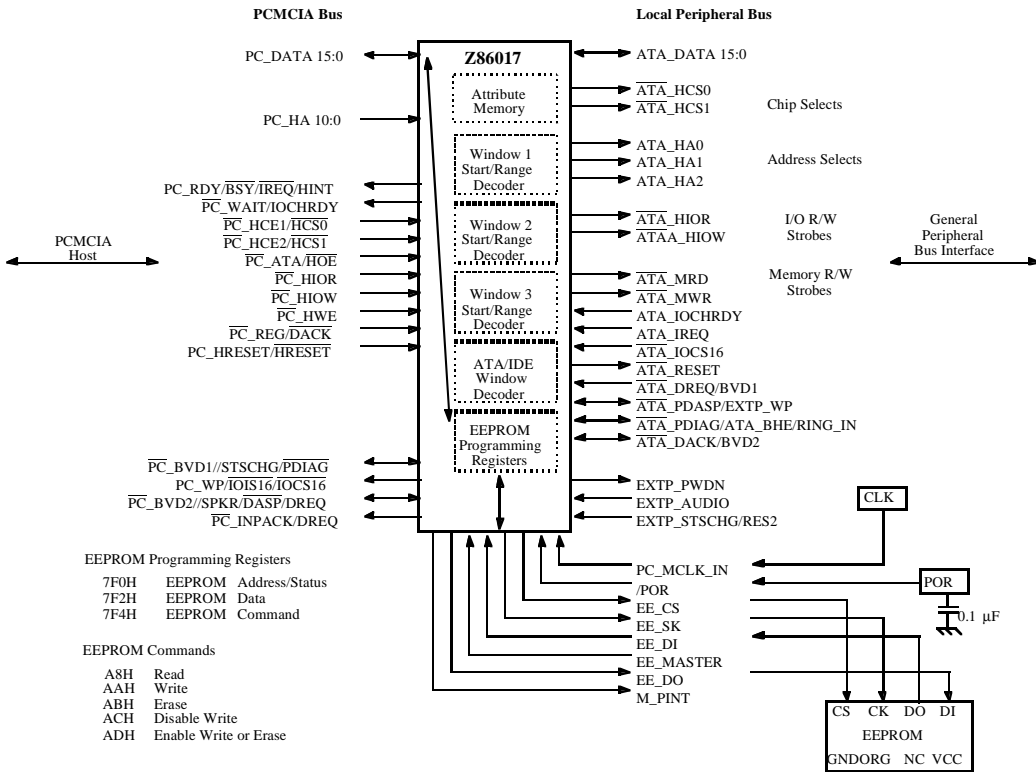 PCMCIA Bus
Local Peripheral Bus
Z86017
PC_DATA 15:0
ATA_DATA 15:0
Attribute
Memory
ATA_HCS0
ATA_HCS1
Chip Selects
PC_HA 10:0
Window 1
Start/Range
Decoder
ATA_HA0
ATA_HA1
ATA_HA2
Address Selects
PC_RDY/BSY/IREQ/HINT
PC_WAIT/IOCHRDY
PC_HCE1/HCS0
PC_HCE2/HCS1
PC_ATA/HOE
PC_HIOR
PC_HIOW
PC_HWE
PC_REG/DACK
PC_HRESET/HRESET
PCMCIA
Host
Window 2
Start/Range
Decoder
Window 3
Start/Range
Decoder
ATA/IDE
Window
Decoder
EEPROM
Programming
Registers
ATA_HIOR
ATAA_HIOW
I/O R/W
Strobes
General
Peripheral
Bus Interface
ATA_MRD
ATA_MWR
Memory R/W
Strobes
ATA_IOCHRDY
ATA_IREQ
ATA_IOCS16
ATA_RESET
ATA_DREQ/BVD1
ATA_PDASP/EXTP_WP
ATA_PDIAG/ATA_BHE/RING_IN
ATA_DACK/BVD2
PC_BVD1//STSCHG/PDIAG
PC_WP/IOIS16/IOCS16
PC_BVD2//SPKR/DASP/DREQ
PC_INPACK/DREQ
EXTP_PWDN
EXTP_AUDIO
EXTP_STSCHG/RES2
CLK
PC_MCLK_IN
/POR
EE_CS
EE_SK
EE_DI
EE_MASTER
EE_DO
M_PINT
POR
0.1 µF
EEPROM Programming Registers
7F0H EEPROM Address/Status
7F2H EEPROM Data
7F4H EEPROM Command
EEPROM Commands
A8H Read
AAH Write
ABH Erase
ACH Disable Write
ADH Enable Write or Erase
CS CK DO DI
EEPROM
GNDORG NC VCC